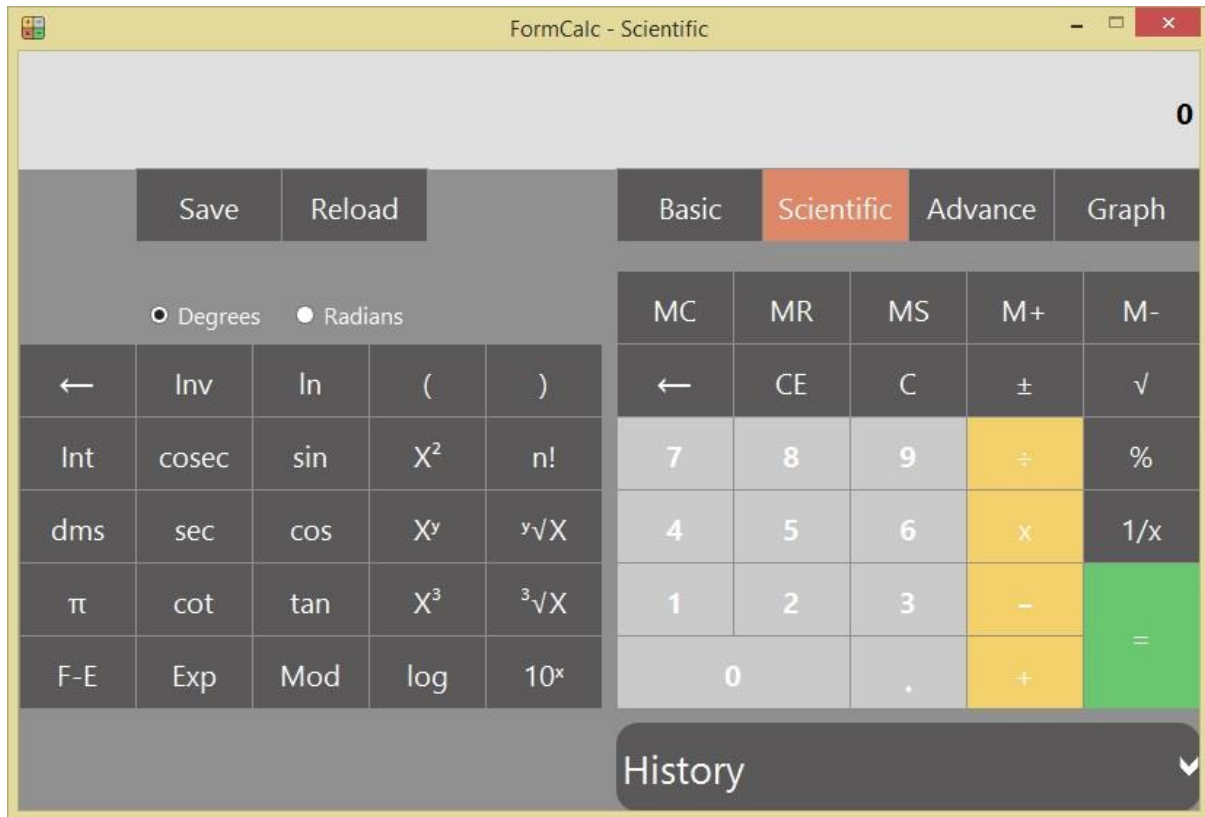 FormCalc - Scientific
0
Save Reload Basic Scientific Advance Graph
Degrees Radians
MC MR MS M+ M-
← Inv ln ( ) ← CE C ± √
Int cosec sin X² n! 7 8 9 ÷ %
dms sec cos Xʸ ʸ√X 4 5 6 x 1/x
π cot tan X³ ³√X 1 2 3 –
=
F-E Exp Mod log 10ˣ 0 . +
History